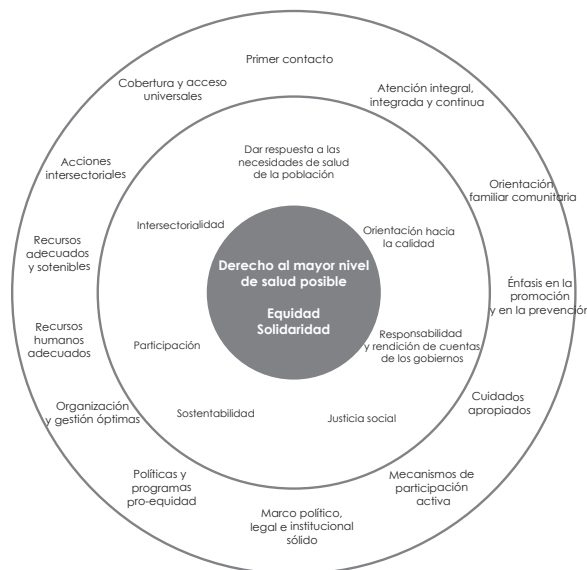 Primer contacto
Cobertura y acceso
universales
Atención integral,
integrada y continua
Dar respuesta a las
necesidades de salud
de la población
Acciones
intersectoriales
Orientación
familiar comunitaria
Intersectorialidad
Orientación hacia
la calidad
Recursos
adecuados
y sotenibles
Derecho al mayor nivel
de salud posible
Equidad
Solidaridad
Énfasis en la
promoción
y en la prevención
Recursos
humanos
adecuados
Participación
Responsabilidad
y rendición de cuentas
de los gobiernos
Organización
y gestión óptimas
Sostentabilidad
Justicia social
Cuidados
apropiados
Políticas y
programas
pro-equidad
Mecanismos de
participación
activa
Marco político,
legal e institucional
sólido